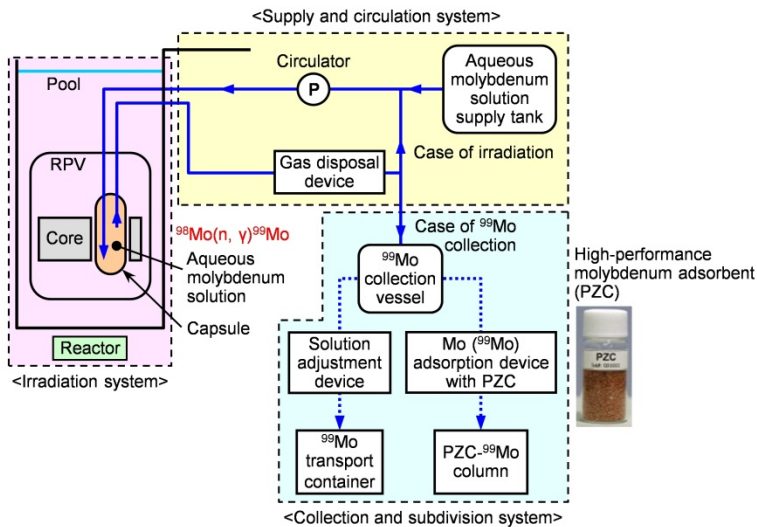 <Supply and circulation system>
Pool
Circulator
P
Aqueous
molybdenum
solution
supply tank
Case of irradiation
Gas disposal
device
RPV
Core
⁹⁸Mo(n, γ)⁹⁹Mo
Aqueous
molybdenum
solution
Capsule
Reactor
<Irradiation system>
Case of ⁹⁹Mo
collection
⁹⁹Mo
collection
vessel
Solution
adjustment
device
Mo (⁹⁹Mo)
adsorption device
with PZC
⁹⁹Mo
transport
container
PZC-⁹⁹Mo
column
<Collection and subdivision system>
High-performance
molybdenum adsorbent
(PZC)
PZC